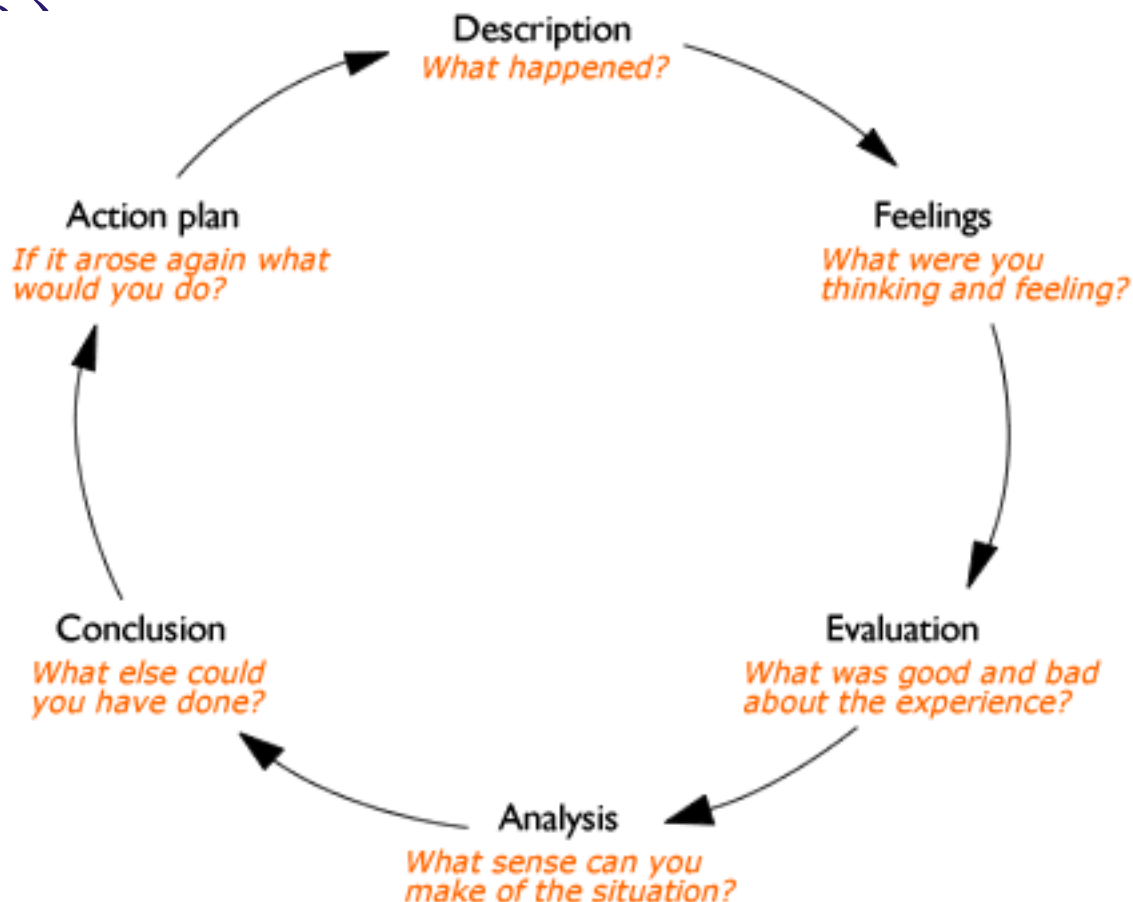 Description
What happened?
Feelings
What were you
thinking and feeling?
Evaluation
What was good and bad
about the experience?
Analysis
What sense can you
make of the situation?
Conclusion
What else could
you have done?
Action plan
If it arose again what
would you do?